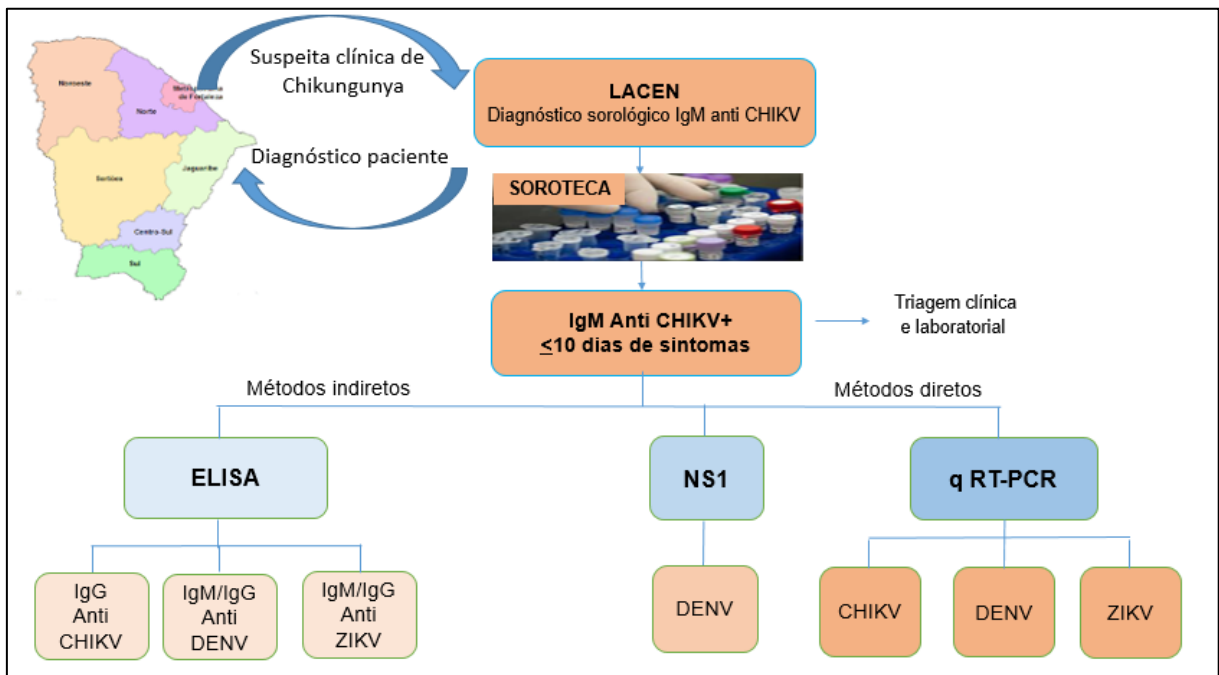 Noroeste
Norte
Metropolitana
de Fortaleza
Sertões
Jaguaribe
Centro-Sul
Sul
Suspeita clínica de
Chikungunya
Diagnóstico paciente
LACEN
Diagnóstico sorológico IgM anti CHIKV
SOROTECA
IgM Anti CHIKV+
≤10 dias de sintomas
Triagem clínica
e laboratorial
Métodos indiretos
Métodos diretos
ELISA
NS1
q RT-PCR
IgG
Anti
CHIKV
IgM/IgG
Anti
DENV
IgM/IgG
Anti
ZIKV
DENV
CHIKV
DENV
ZIKV